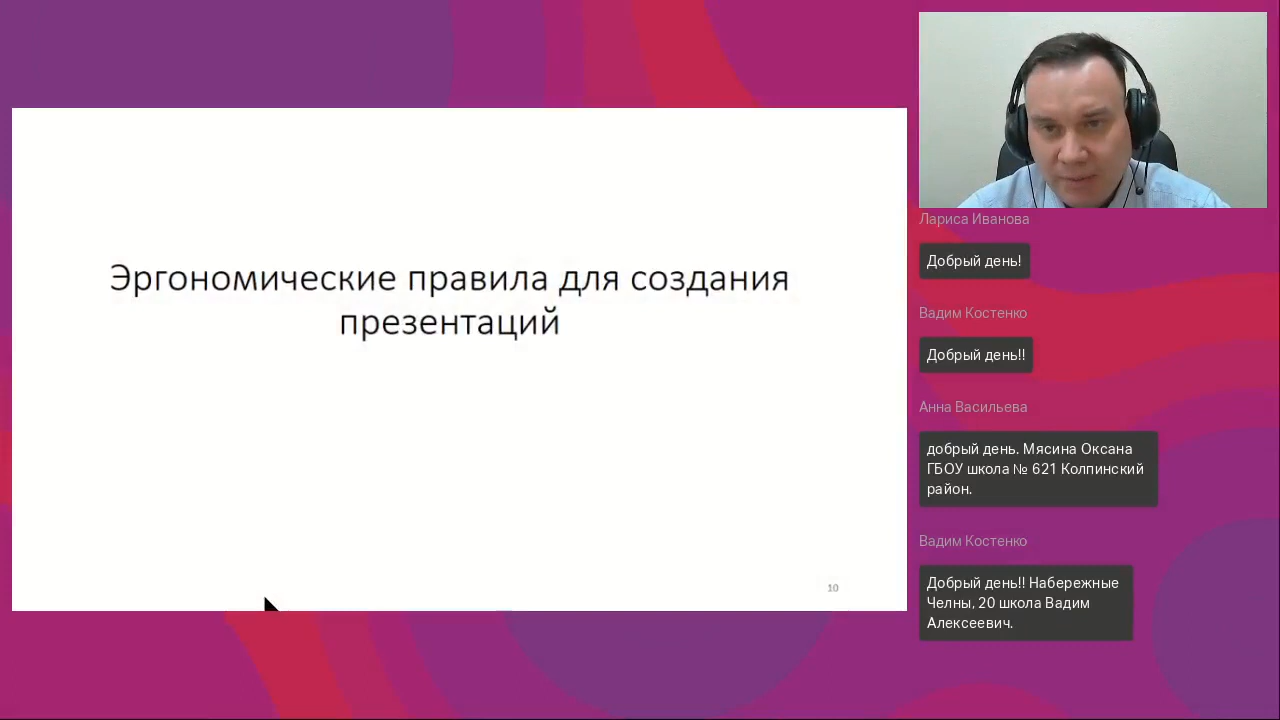 Эргономические правила для создания
презентаций
10
Лариса Иванова
Добрый день!
Вадим Костенко
Добрый день!!
Анна Васильева
добрый день. Мясина Оксана
ГБОУ школа № 621 Колпинский
район.
Вадим Костенко
Добрый день!! Набережные
Челны, 20 школа Вадим
Алексеевич.